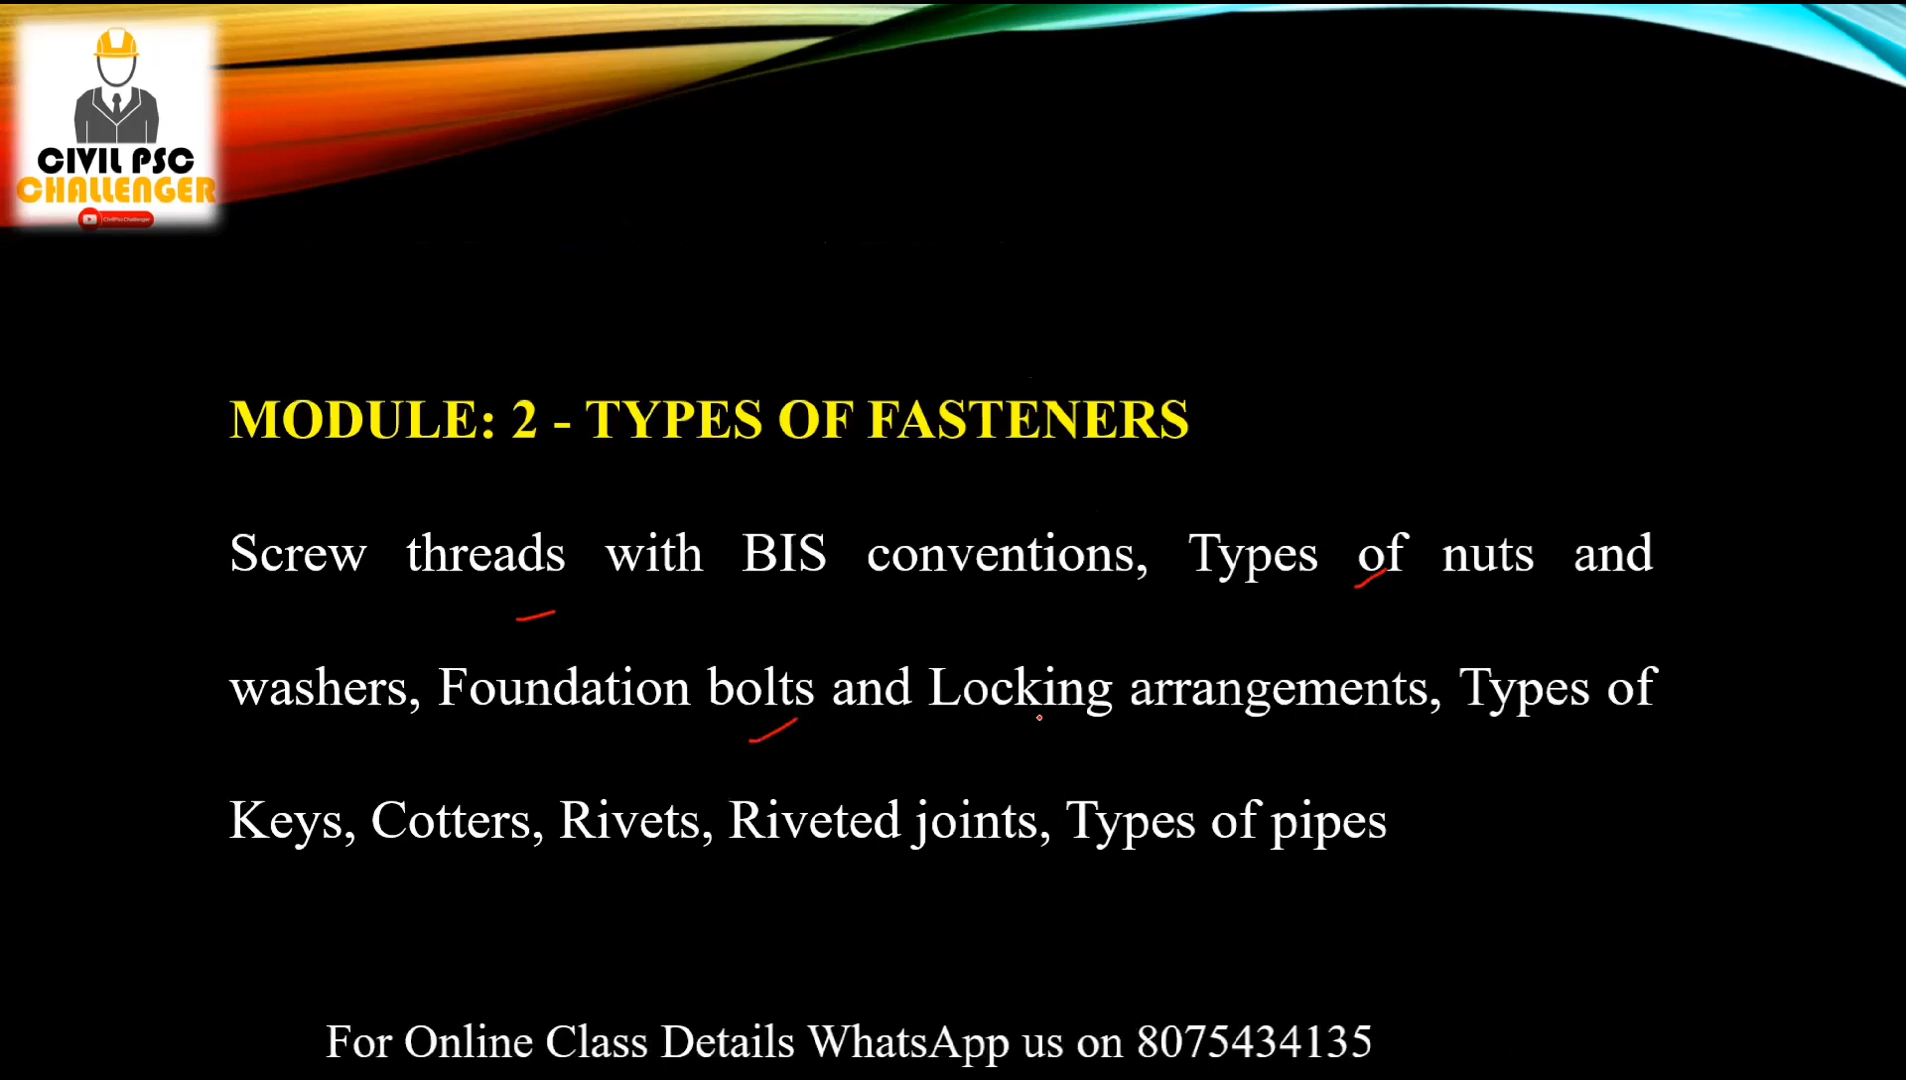 CIVIL PSC
CHALLENGER
CivilPscChallenger
MODULE: 2 - TYPES OF FASTENERS
Screw threads with BIS conventions, Types of nuts and
washers, Foundation bolts and Locking arrangements, Types of
Keys, Cotters, Rivets, Riveted joints, Types of pipes
For Online Class Details WhatsApp us on 8075434135